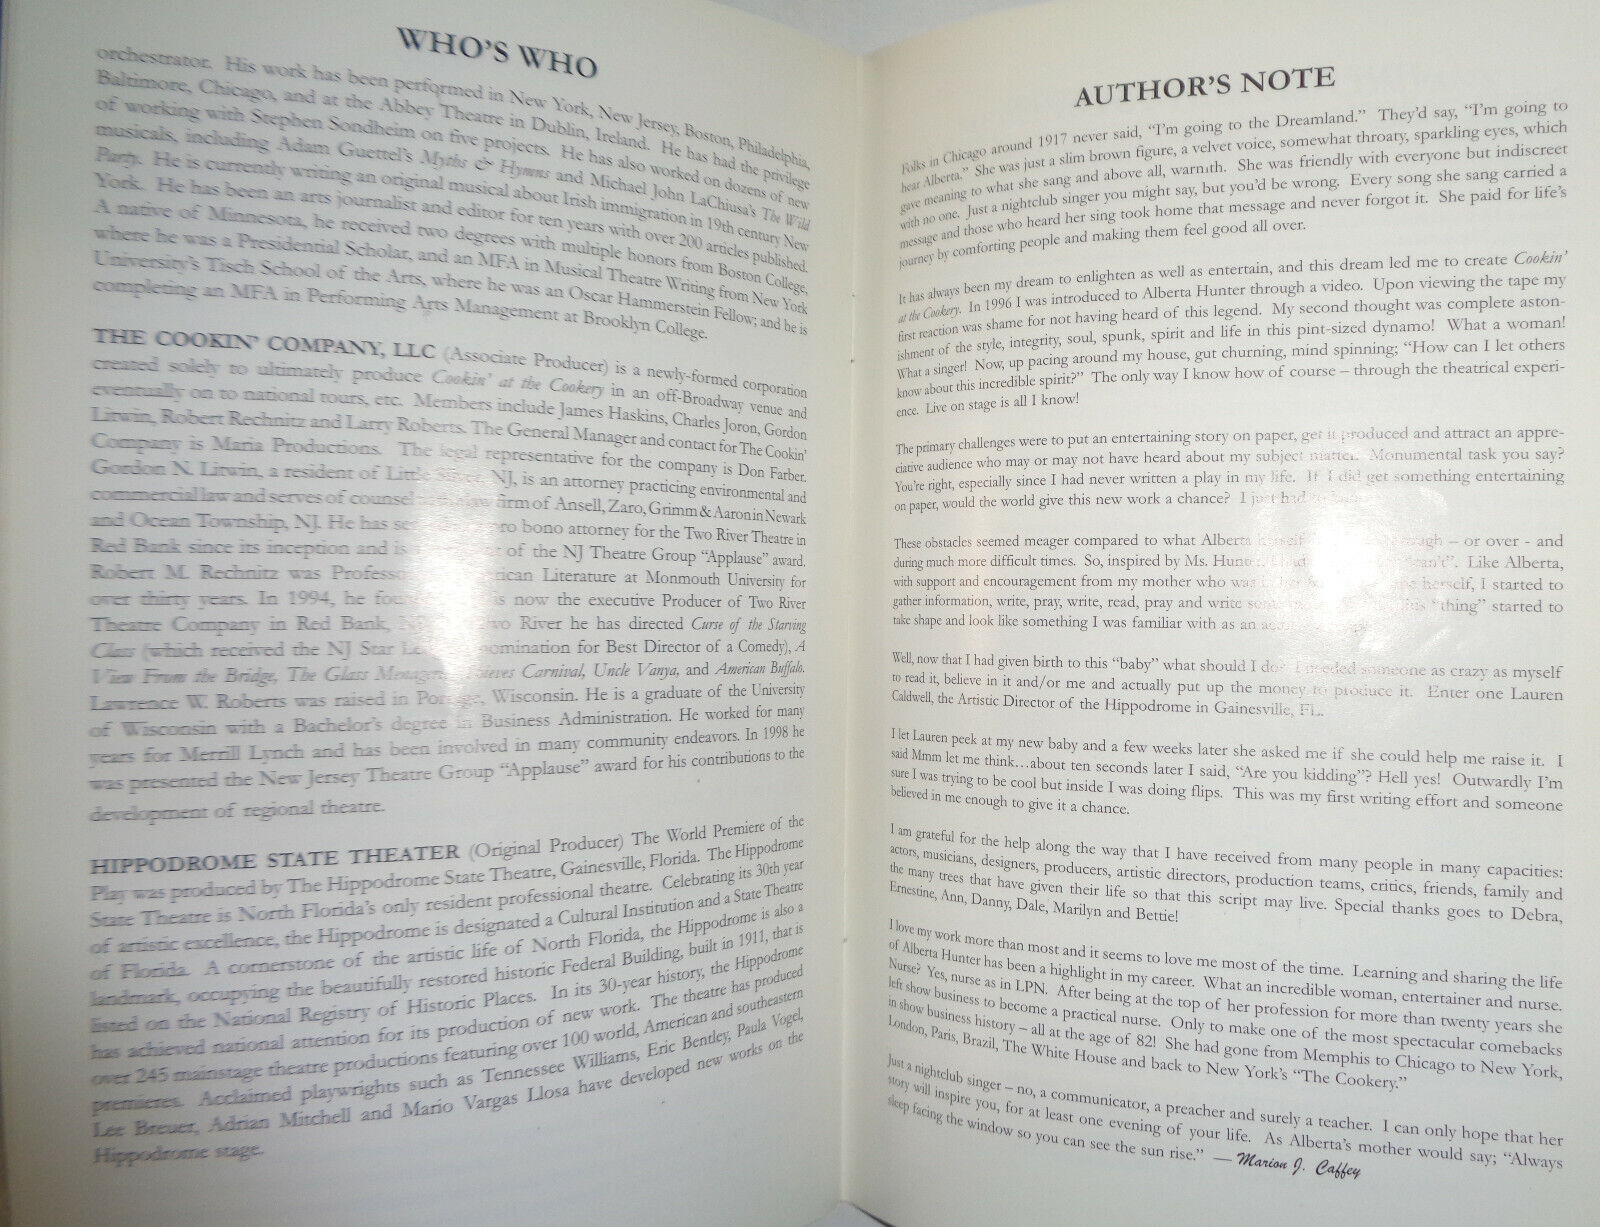 WHO'S WHO
orchestrator. His work has been performed in New York, New Jersey, Boston, Philadelphia,
Baltimore, Chicago, and at the Abbey Theatre in Dublin, Ireland. He has had the privilege
of working with Stephen Sondheim on five projects. He has also worked on dozens of new
musicals, including Adam Guettel's Myths & Hymns and Michael John LaChiusa's The Wild
Party. He is currently writing an original musical about Irish immigration in 19th century New
York. He has been an arts journalist and editor for ten years with over 200 articles published.
A native of Minnesota, he received two degrees with multiple honors from Boston College,
where he was a Presidential Scholar, and an MFA in Musical Theatre Writing from New York
University's Tisch School of the Arts, where he was an Oscar Hammerstein Fellow; and he is
completing an MFA in Performing Arts Management at Brooklyn College.
THE COOKIN' COMPANY, LLC (Associate Producer) is a newly-formed corporation
created solely to ultimately produce Cookin' at the Cookery in an off-Broadway venue and
eventually on to national tours, etc. Members include James Haskins, Charles Joron, Gordon
Litwin, Robert Rechnitz and Larry Roberts. The General Manager and contact for The Cookin'
Company is Maria Productions. The legal representative for the company is Don Farber.
Gordon N. Litwin, a resident of Little Silver, NJ, is an attorney practicing environmental and
commercial law and serves of counsel firm of Ansell, Zaro, Grimm & Aaron in Newark
and Ocean Township, NJ. He has pro bono attorney for the Two River Theatre in
Red Bank since its inception and is of the NJ Theatre Group "Applause" award.
Robert M. Rechnitz was Professor American Literature at Monmouth University for
over thirty years. In 1994, he is now the executive Producer of Two River
Theatre Company in Red Bank, Two River he has directed Curse of the Starving
Class (which received the NJ Star nomination for Best Director of a Comedy), A
View From the Bridge, The Glass Thieves Carnival, Uncle Vanya, and American Buffalo.
Lawrence W. Roberts was raised in Portage, Wisconsin. He is a graduate of the University
of Wisconsin with a Bachelor's degree in Business Administration. He worked for many
years for Merrill Lynch and has been involved in many community endeavors. In 1998 he
was presented the New Jersey Theatre Group "Applause" award for his contributions to the
development of regional theatre.
HIPPODROME STATE THEATER (Original Producer) The World Premiere of the
Play was produced by The Hippodrome State Theatre, Gainesville, Florida. The Hippodrome
State Theatre is North Florida's only resident professional theatre. Celebrating its 30th year
of artistic excellence, the Hippodrome is designated a Cultural Institution and a State Theatre
of Florida. A cornerstone of the artistic life of North Florida, the Hippodrome is also a
landmark, occupying the beautifully restored historic Federal Building, built in 1911, that is
listed on the National Registry of Historic Places. In its 30-year history, the Hippodrome
has achieved national attention for its production of new work. The theatre has produced
over 245 mainstage theatre productions featuring over 100 world, American and southeastern
premieres. Acclaimed playwrights such as Tennessee Williams, Eric Bentley, Paula Vogel,
Lee Breuer, Adrian Mitchell and Mario Vargas Llosa have developed new works on the
Hippodrome stage.
AUTHOR'S NOTE
Folks in Chicago around 1917 never said, "I'm going to the Dreamland." They'd say, "I'm going to
hear Alberta." She was just a slim brown figure, a velvet voice, somewhat throaty, sparkling eyes, which
gave meaning to what she sang and above all, warmth. She was friendly with everyone but indiscreet
with no one. Just a nightclub singer you might say, but you'd be wrong. Every song she sang carried a
message and those who heard her sing took home that message and never forgot it. She paid for life's
journey by comforting people and making them feel good all over.
It has always been my dream to enlighten as well as entertain, and this dream led me to create Cookin'
at the Cookery. In 1996 I was introduced to Alberta Hunter through a video. Upon viewing the tape my
first reaction was shame for not having heard of this legend. My second thought was complete aston-
ishment of the style, integrity, soul, spunk, spirit and life in this pint-sized dynamo! What a woman!
What a singer! Now, up pacing around my house, gut churning, mind spinning; "How can I let others
know about this incredible spirit?" The only way I know how of course – through the theatrical experi-
ence. Live on stage is all I know!
The primary challenges were to put an entertaining story on paper, get it produced and attract an appre-
ciative audience who may or may not have heard about my subject matter. Monumental task you say?
You're right, especially since I had never written a play in my life. If I did get something entertaining
on paper, would the world give this new work a chance? I just had to
These obstacles seemed meager compared to what Alberta herself – or over - and
during much more difficult times. So, inspired by Ms. Hunter, "can't". Like Alberta,
with support and encouragement from my mother who was herself, I started to
gather information, write, pray, write, read, pray and write this "thing" started to
take shape and look like something I was familiar with as an
Well, now that I had given birth to this "baby" what should I do? I needed someone as crazy as myself
to read it, believe in it and/or me and actually put up the money to produce it. Enter one Lauren
Caldwell, the Artistic Director of the Hippodrome in Gainesville, FL.
I let Lauren peek at my new baby and a few weeks later she asked me if she could help me raise it. I
said Mmm let me think…about ten seconds later I said, "Are you kidding"? Hell yes! Outwardly I'm
sure I was trying to be cool but inside I was doing flips. This was my first writing effort and someone
believed in me enough to give it a chance.
I am grateful for the help along the way that I have received from many people in many capacities:
actors, musicians, designers, producers, artistic directors, production teams, critics, friends, family and
the many trees that have given their life so that this script may live. Special thanks goes to Debra,
Ernestine, Ann, Danny, Dale, Marilyn and Bettie!
I love my work more than most and it seems to love me most of the time. Learning and sharing the life
of Alberta Hunter has been a highlight in my career. What an incredible woman, entertainer and nurse.
Nurse? Yes, nurse as in LPN. After being at the top of her profession for more than twenty years she
left show business to become a practical nurse. Only to make one of the most spectacular comebacks
in show business history – all at the age of 82! She had gone from Memphis to Chicago to New York,
London, Paris, Brazil, The White House and back to New York's "The Cookery."
Just a nightclub singer – no, a communicator, a preacher and surely a teacher. I can only hope that her
story will inspire you, for at least one evening of your life. As Alberta's mother would say; "Always
sleep facing the window so you can see the sun rise." — Marion J. Caffey